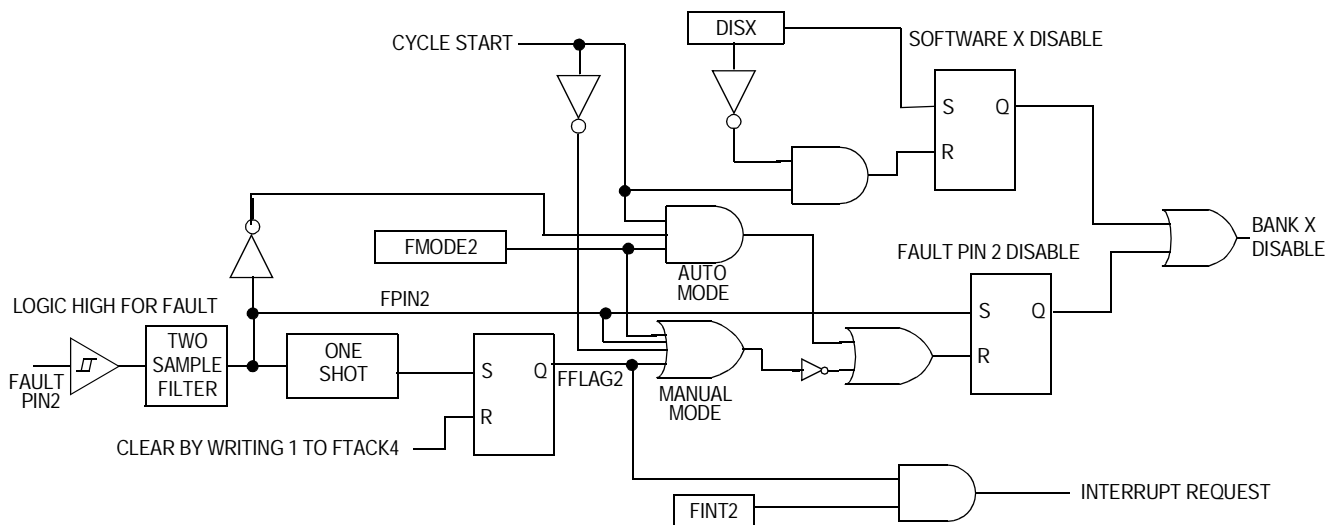 DISX
CYCLE START
SOFTWARE X DISABLE
S
Q
R
BANK X
DISABLE
FMODE2
AUTO
MODE
FAULT PIN 2 DISABLE
LOGIC HIGH FOR FAULT
FPIN2
S
Q
R
TWO
SAMPLE
FILTER
ONE
SHOT
FAULT
PIN2
S
Q
R
FFLAG2
MANUAL
MODE
CLEAR BY WRITING 1 TO FTACK4
INTERRUPT REQUEST
FINT2